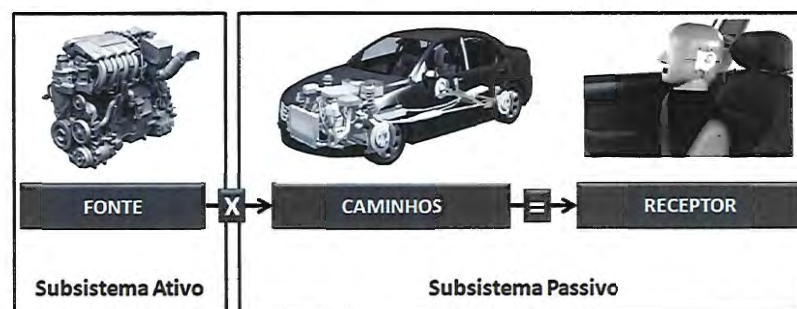 FONTE X CAMINHOS = RECEPTOR
Subsistema Ativo Subsistema Passivo